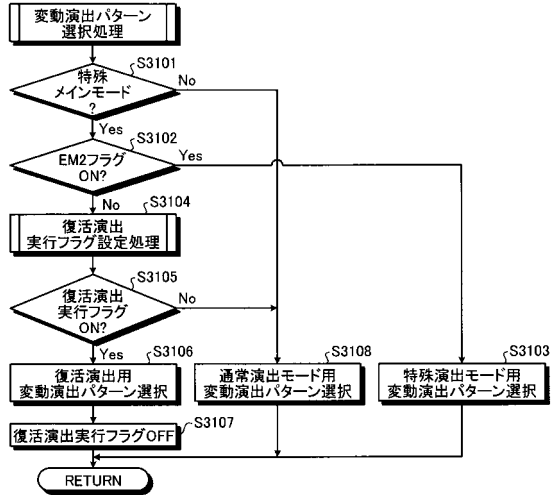 変動演出パターン
選択処理
S3101
特殊
メインモード
?
No
Yes
S3102
EM2フラグ
ON?
Yes
No
S3104
復活演出
実行フラグ設定処理
S3105
復活演出
実行フラグ
ON?
No
Yes
S3106
復活演出用
変動演出パターン選択
S3108
通常演出モード用
変動演出パターン選択
S3103
特殊演出モード用
変動演出パターン選択
S3107
復活演出実行フラグOFF
RETURN